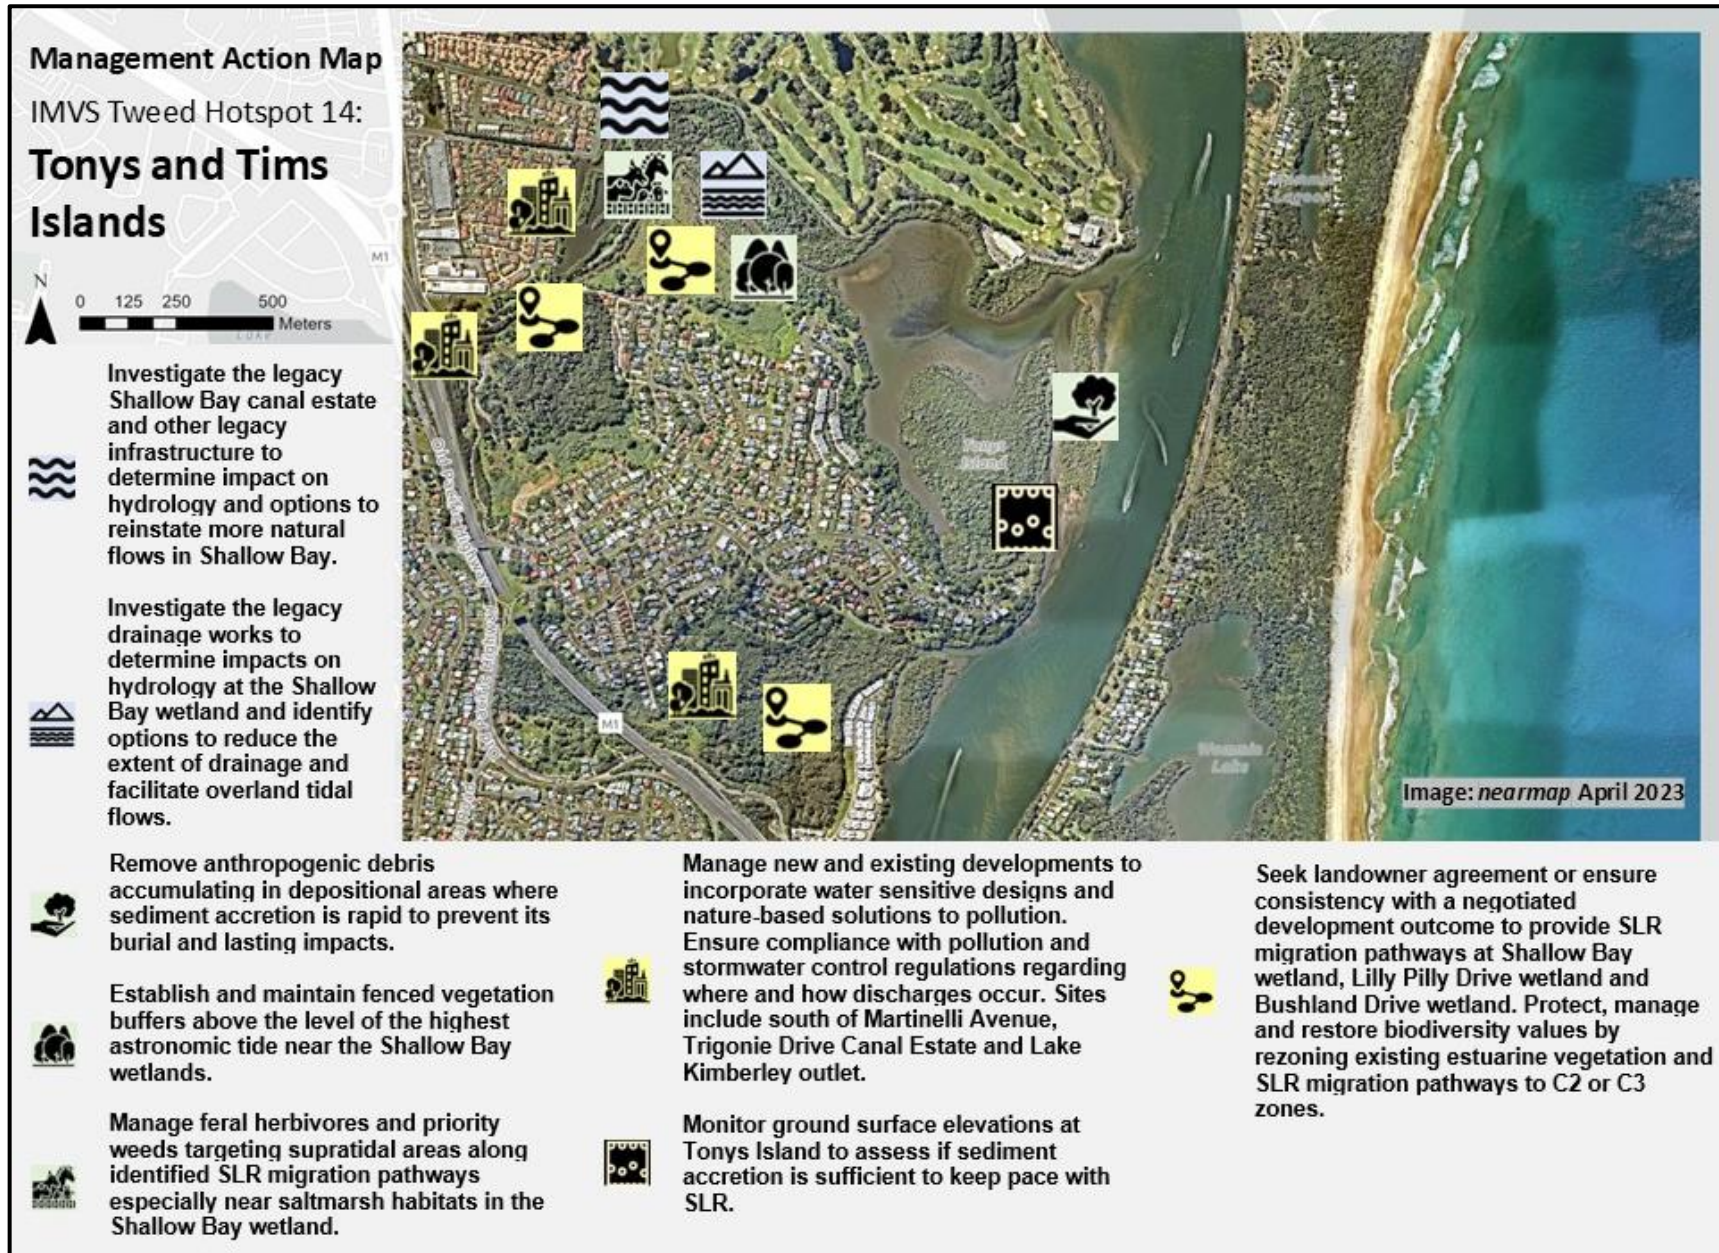 Management Action Map
IMVS Tweed Hotspot 14:
Tonys and Tims
Islands
M1
N
0 125 250 500
Meters
Investigate the legacy
Shallow Bay canal estate
and other legacy
infrastructure to
determine impact on
hydrology and options to
reinstate more natural
flows in Shallow Bay.
Investigate the legacy
drainage works to
determine impacts on
hydrology at the Shallow
Bay wetland and identify
options to reduce the
extent of drainage and
facilitate overland tidal
flows.
Tonys
Island
M1
Lake
Image: nearmap April 2023
Remove anthropogenic debris
accumulating in depositional areas where
sediment accretion is rapid to prevent its
burial and lasting impacts.
Establish and maintain fenced vegetation
buffers above the level of the highest
astronomic tide near the Shallow Bay
wetlands.
Manage feral herbivores and priority
weeds targeting supratidal areas along
identified SLR migration pathways
especially near saltmarsh habitats in the
Shallow Bay wetland.
Manage new and existing developments to
incorporate water sensitive designs and
nature-based solutions to pollution.
Ensure compliance with pollution and
stormwater control regulations regarding
where and how discharges occur. Sites
include south of Martinelli Avenue,
Trigonie Drive Canal Estate and Lake
Kimberley outlet.
Monitor ground surface elevations at
Tonys Island to assess if sediment
accretion is sufficient to keep pace with
SLR.
Seek landowner agreement or ensure
consistency with a negotiated
development outcome to provide SLR
migration pathways at Shallow Bay
wetland, Lilly Pilly Drive wetland and
Bushland Drive wetland. Protect, manage
and restore biodiversity values by
rezoning existing estuarine vegetation and
SLR migration pathways to C2 or C3
zones.